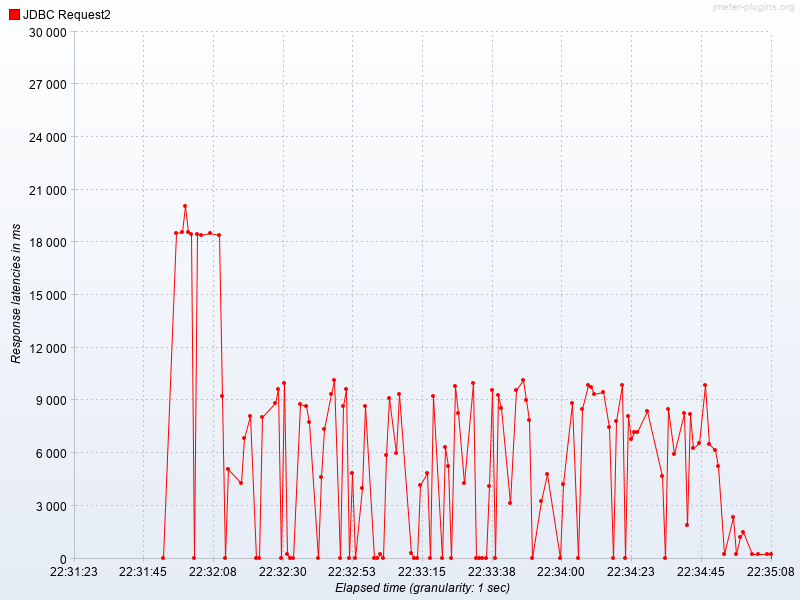 jmeter-plugins.org
JDBC Request2
30 000
27 000
24 000
21 000
18 000
15 000
12 000
9 000
6 000
3 000
0
Response latencies in ms
22:31:23 22:31:45 22:32:08 22:32:30 22:32:53 22:33:15 22:33:38 22:34:00 22:34:23 22:34:45 22:35:08
Elapsed time (granularity: 1 sec)